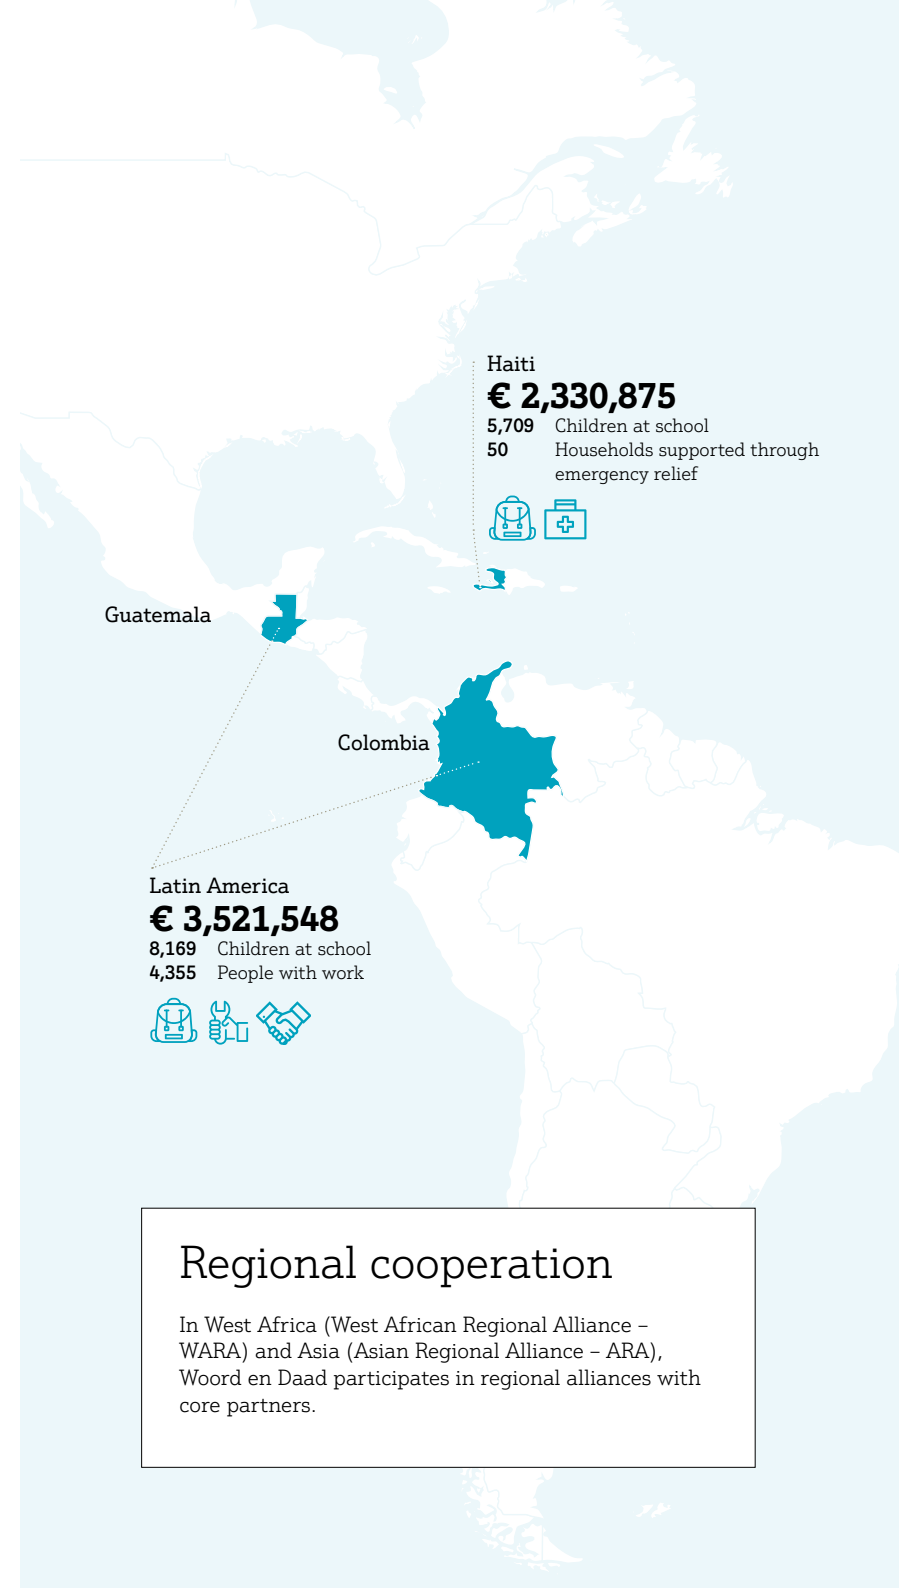 Haiti
€ 2,330,875
5,709 Children at school
50 Households supported through
emergency relief
Guatemala
Colombia
Latin America
€ 3,521,548
8,169 Children at school
4,355 People with work
Regional cooperation
In West Africa (West African Regional Alliance –
WARA) and Asia (Asian Regional Alliance – ARA),
Woord en Daad participates in regional alliances with
core partners.